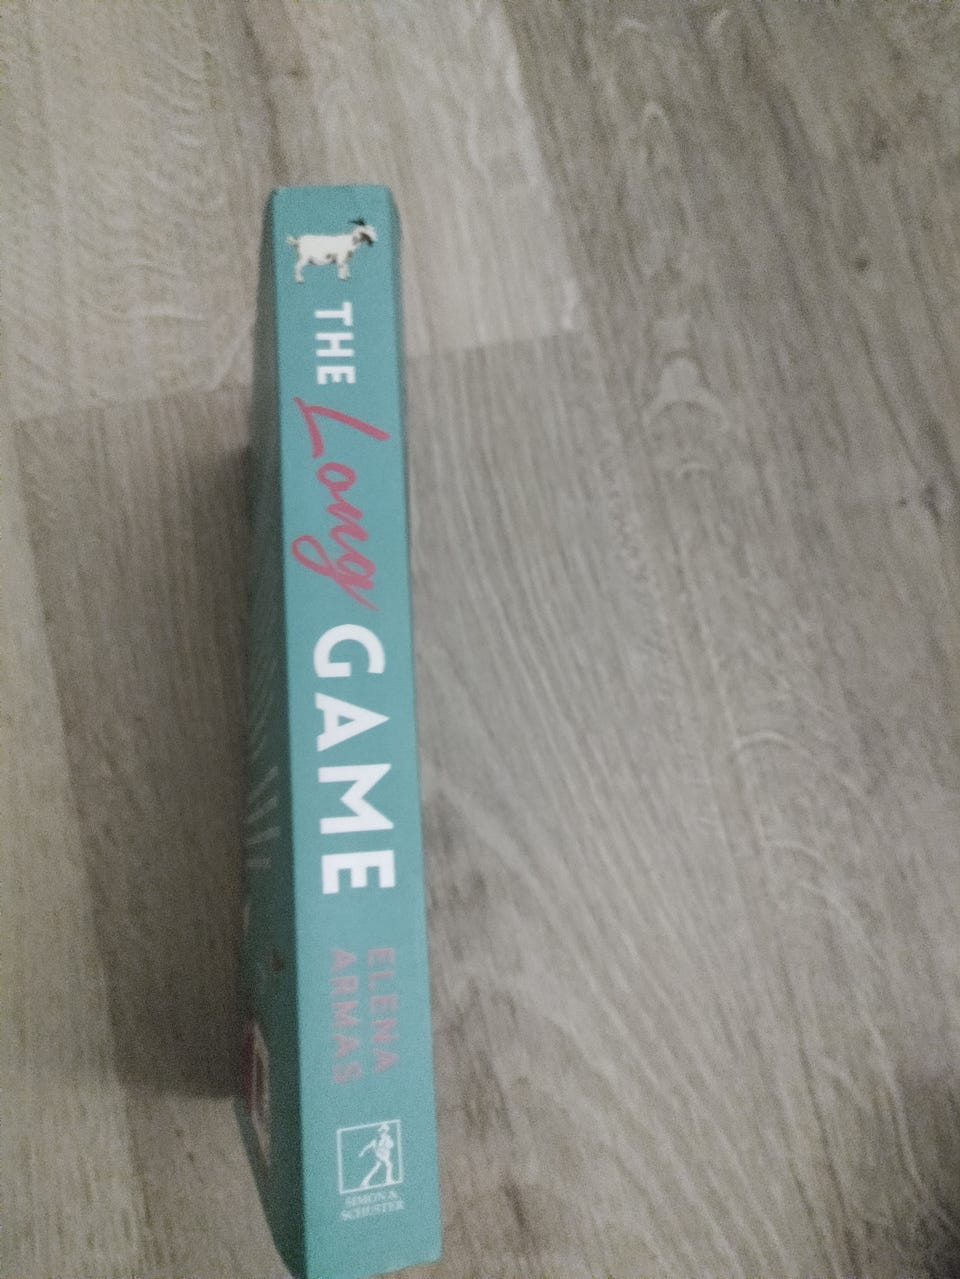 THE Long GAME
ELENA
ARMAS
SIMON &
SCHUSTER